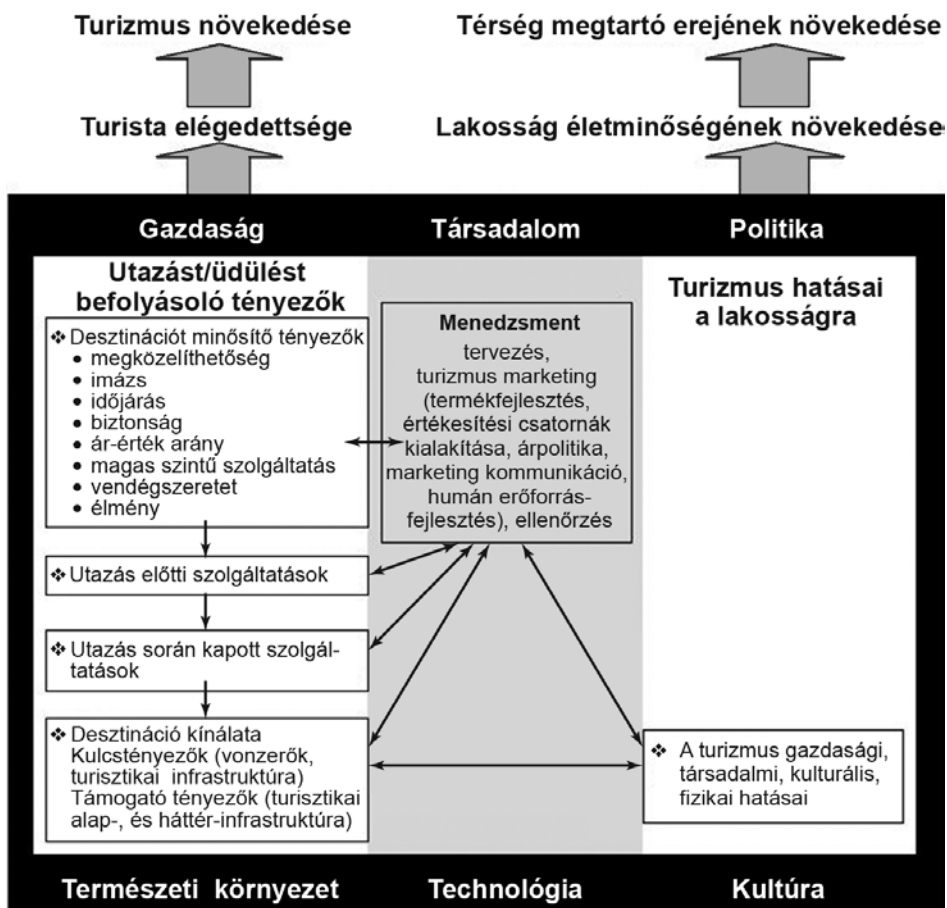 Turizmus növekedése
Térség megtartó erejének növekedése
Turista elégedettsége
Lakosság életminőségének növekedése
Gazdaság
Társadalom
Politika
Utazást/üdülést
befolyásoló tényezők
❖ Desztinációt minősítő tényezők
• megközelíthetőség
• imázs
• időjárás
• biztonság
• ár-érték arány
• magas szintű szolgáltatás
• vendégszeretet
• élmény
❖ Utazás előtti szolgáltatások
❖ Utazás során kapott szolgál-
tatások
❖ Desztináció kínálata
Kulcstényezők (vonzerők,
turisztikai infrastruktúra)
Támogató tényezők (turisztikai
alap-, és háttér-infrastruktúra)
Menedzsment
tervezés,
turizmus marketing
(termékfejlesztés,
értékesítési csatornák
kialakítása, árpolitika,
marketing kommunikáció,
humán erőforrás-
fejlesztés), ellenőrzés
Turizmus hatásai
a lakosságra
❖ A turizmus gazdasági,
társadalmi, kulturális,
fizikai hatásai
Természeti környezet
Technológia
Kultúra